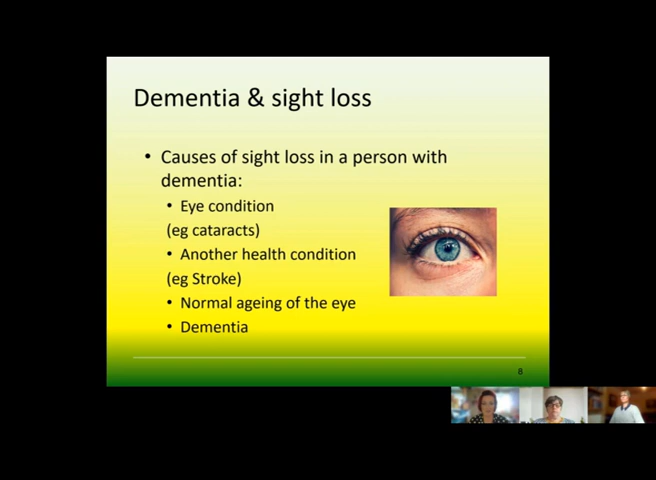 Dementia & sight loss
• Causes of sight loss in a person with
dementia:
• Eye condition
(eg cataracts)
• Another health condition
(eg Stroke)
• Normal ageing of the eye
• Dementia
8